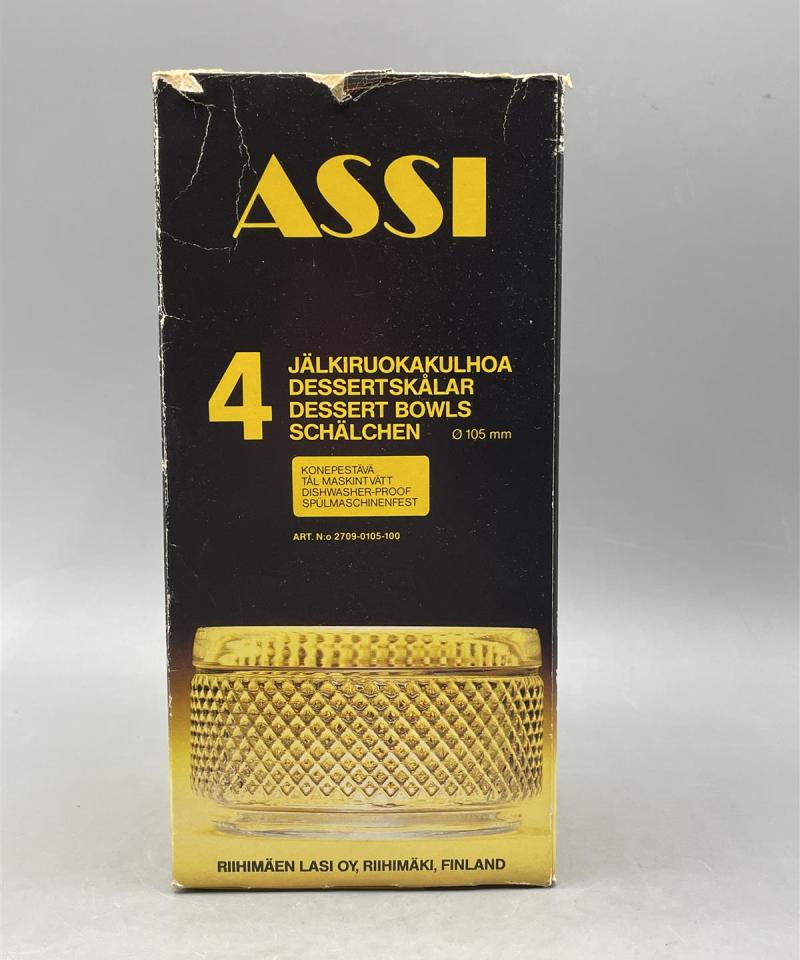 ASSI
4
JÄLKIRUOKAKULHOA
DESSERTSKÅLAR
DESSERT BOWLS
SCHÄLCHEN Ø 105 mm
KONEPESTÄVÄ
TÅL MASKINTVÄTT
DISHWASHER-PROOF
SPÜLMASCHINENFEST
ART. N:o 2709-0105-100
RIIHIMÄEN LASI OY, RIIHIMÄKI, FINLAND